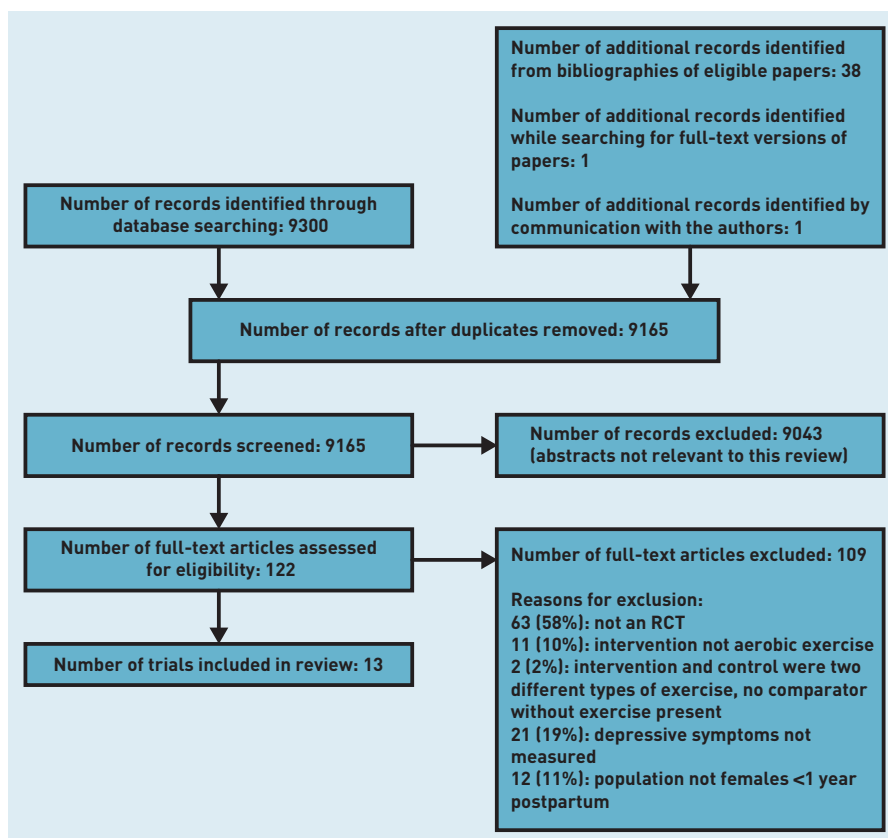 Number of additional records identified
from bibliographies of eligible papers: 38
Number of additional records identified
while searching for full-text versions of
papers: 1
Number of additional records identified by
communication with the authors: 1
Number of records identified through
database searching: 9300
Number of records after duplicates removed: 9165
Number of records screened: 9165
Number of records excluded: 9043
(abstracts not relevant to this review)
Number of full-text articles assessed
for eligibility: 122
Number of full-text articles excluded: 109
Reasons for exclusion:
63 (58%): not an RCT
11 (10%): intervention not aerobic exercise
2 (2%): intervention and control were two
different types of exercise, no comparator
without exercise present
21 (19%): depressive symptoms not
measured
12 (11%): population not females <1 year
postpartum
Number of trials included in review: 13